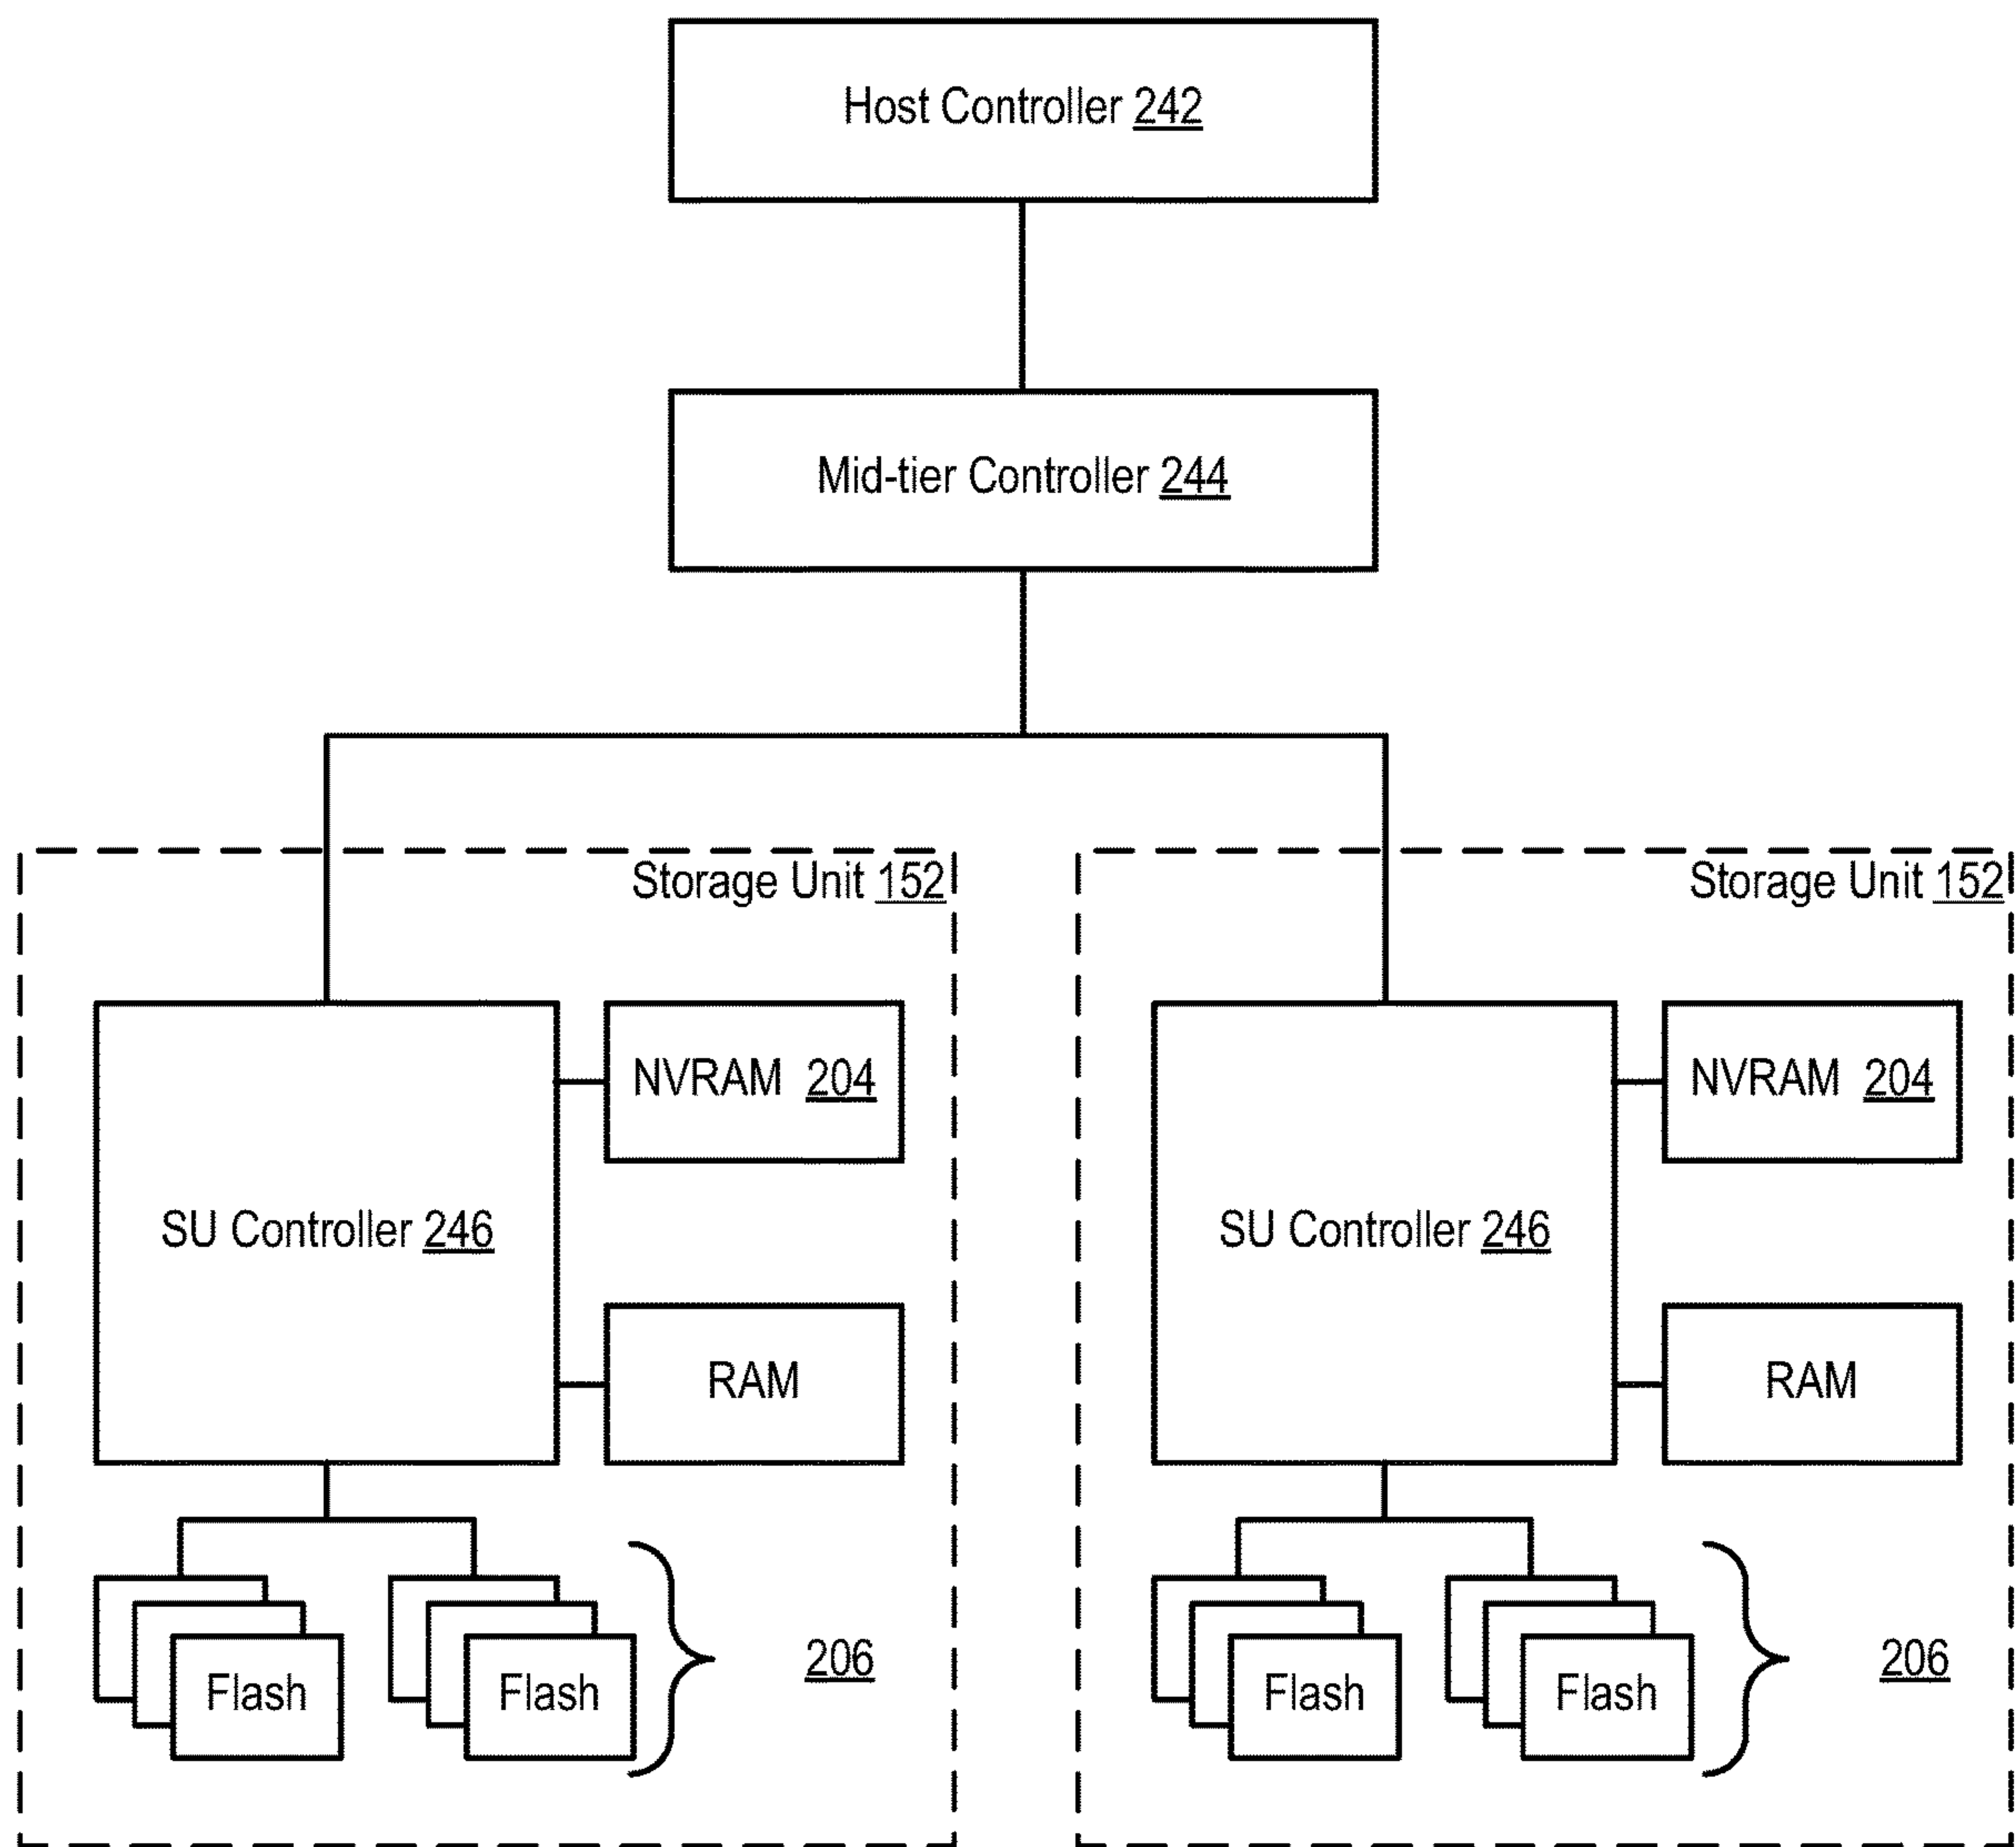 Host Controller 242
Mid-tier Controller 244
Storage Unit 152
Storage Unit 152
NVRAM 204
NVRAM 204
SU Controller 246
SU Controller 246
RAM
RAM
206
206
Flash
Flash
Flash
Flash